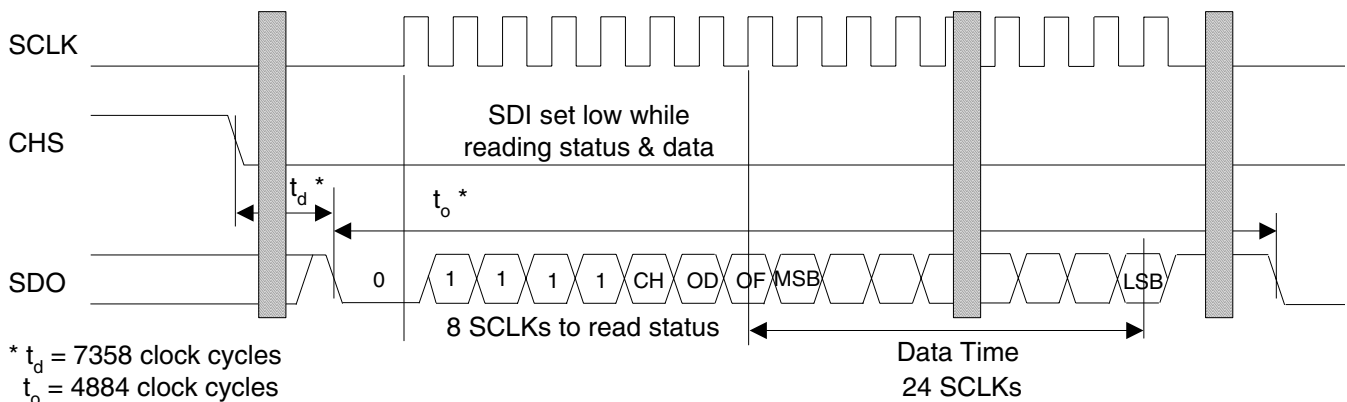 SCLK
CHS
SDI set low while
reading status & data
t_d *
t_o *
SDO
0 1 1 1 1 CH OD OF MSB LSB
8 SCLKs to read status
Data Time
24 SCLKs
* t_d = 7358 clock cycles
t_o = 4884 clock cycles